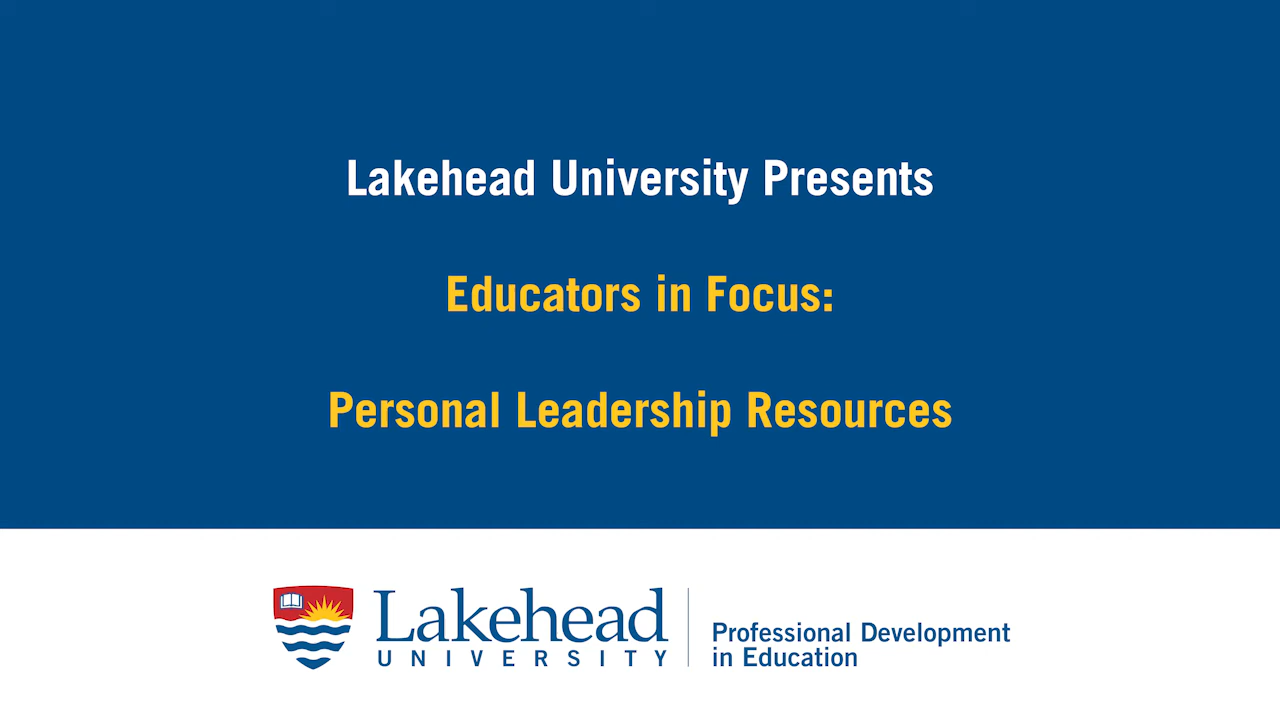 Lakehead University Presents
Educators in Focus:
Personal Leadership Resources
Lakehead
UNIVERSITY
Professional Development
in Education